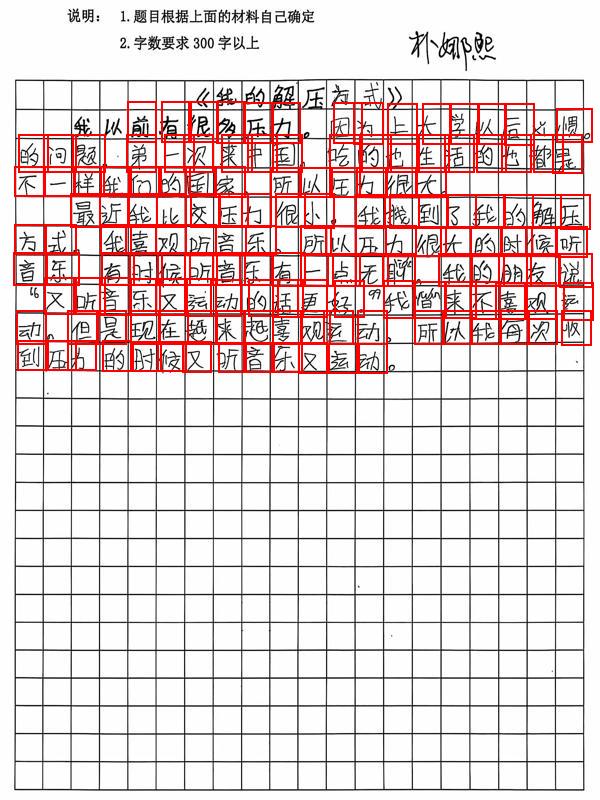 说明： 1.题目根据上面的材料自己确定
2.字数要求300字以上
朴娜熙
《我的解压方式》
我以前有很多压力。因为上大学以后习惯
的问题。第一次来中国。吃的也生活的也都是
不一样我们的国家。所以压力很大。
最近我比交压力很小。我找到了我的解压
方式。我喜观听音乐。所以压力很大的时候听
音乐。有时候听音乐有一点无聊。我的朋友说
“又听音乐又运动的话更好。”我本来不喜观运
动。但是现在越来越喜观运动。所以我每次收
到压力的时候又听音乐又运动。